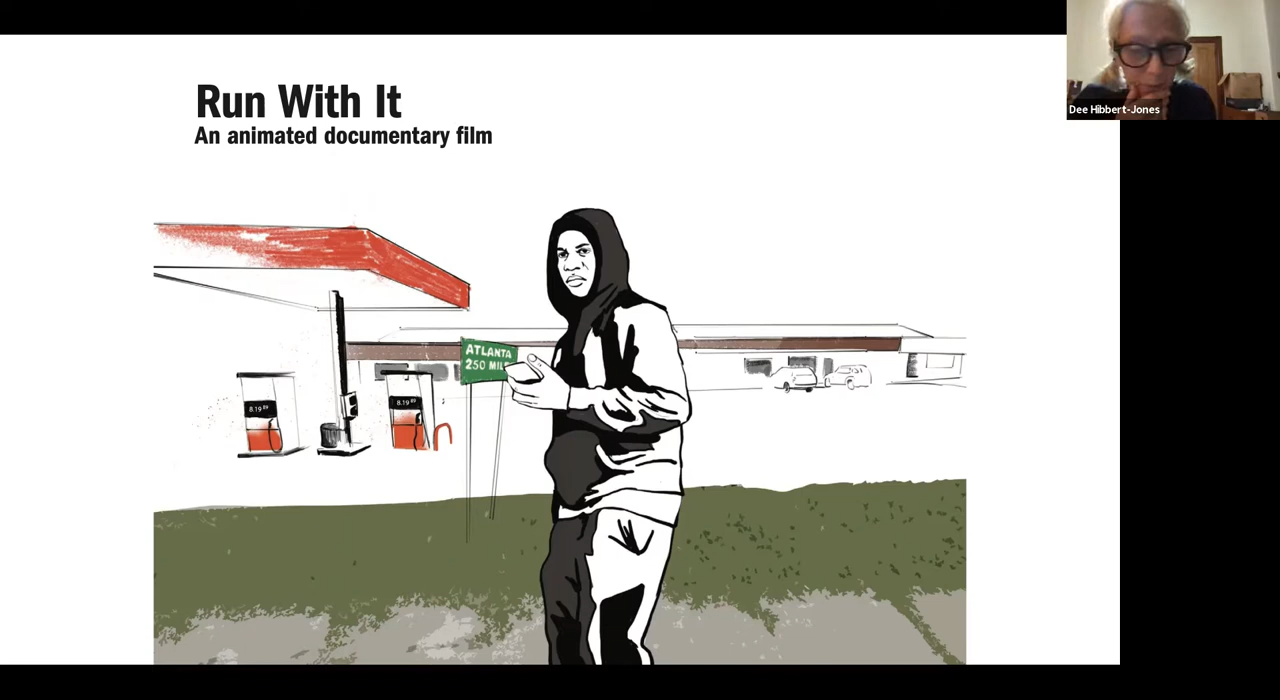 Run With It
An animated documentary film
Dee Hibbert-Jones
ATLANTA
250 MIL
8.19
8.19